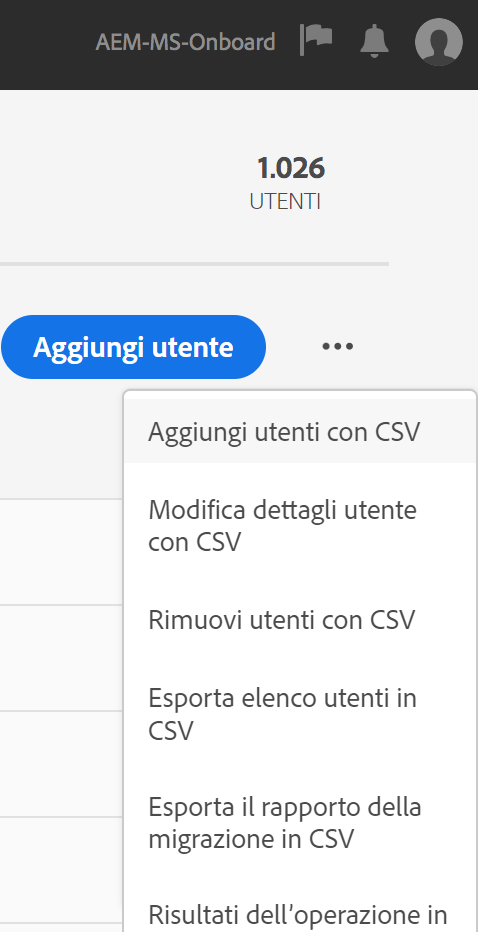 AEM-MS-Onboard
1.026
UTENTI
Aggiungi utente
Aggiungi utenti con CSV
Modifica dettagli utente
con CSV
Rimuovi utenti con CSV
Esporta elenco utenti in
CSV
Esporta il rapporto della
migrazione in CSV
Risultati dell’operazione in